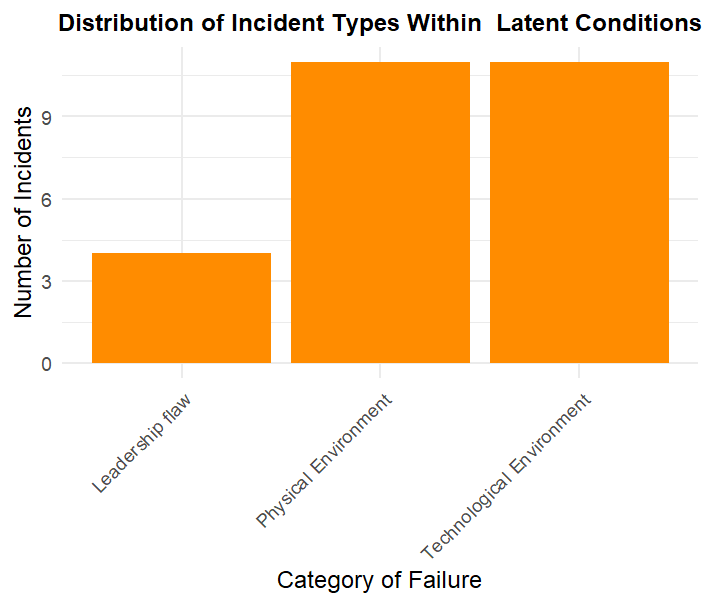 Distribution of Incident Types Within  Latent Conditions
Number of Incidents
9
6
3
0
Leadership flaw
Physical Environment
Technological Environment
Category of Failure